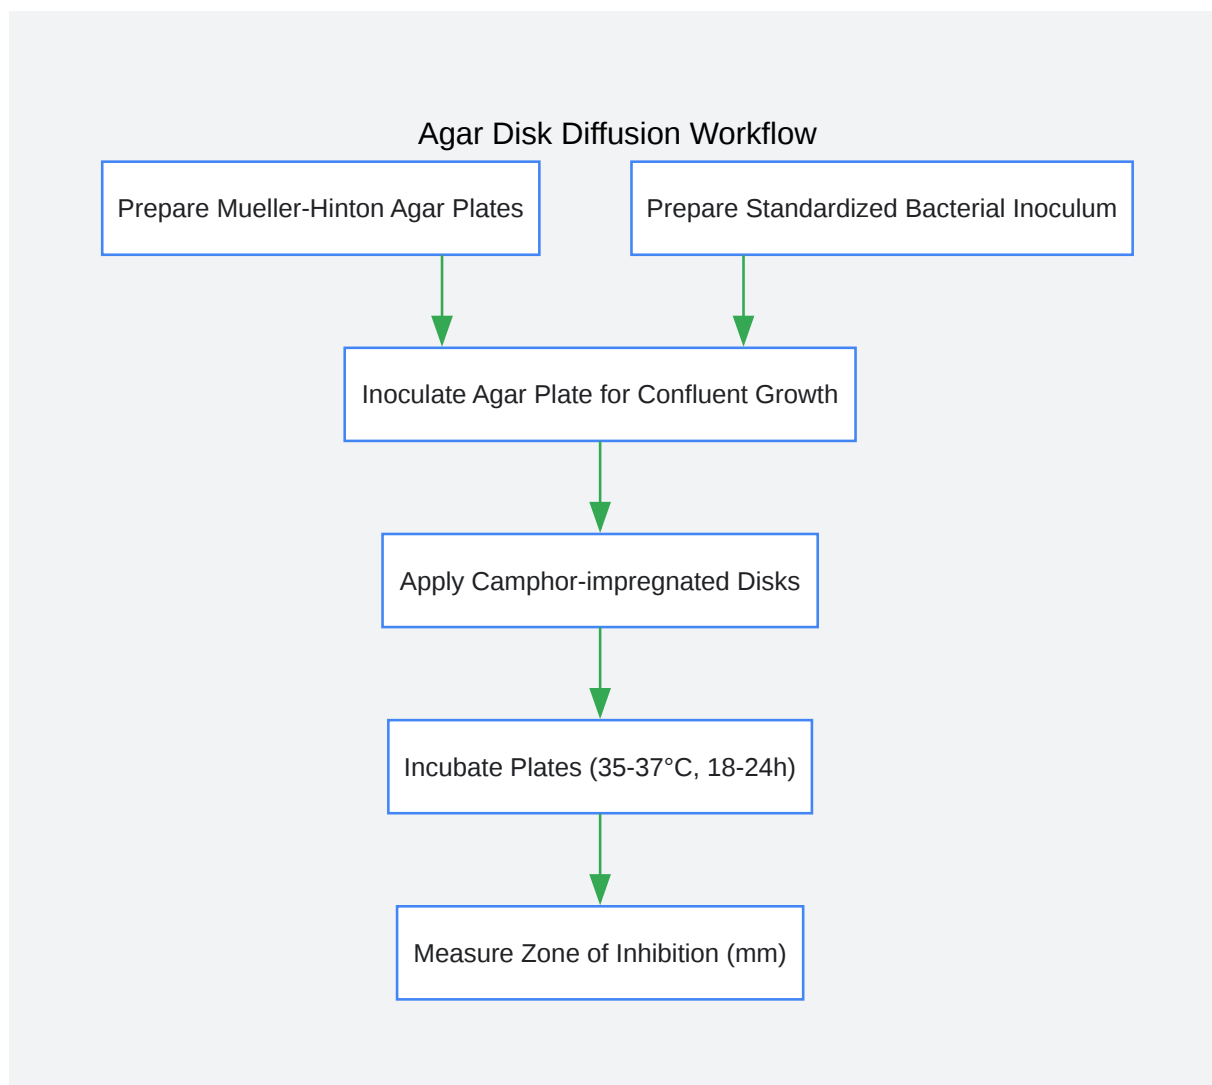 Agar Disk Diffusion Workflow
Prepare Mueller-Hinton Agar Plates
Prepare Standardized Bacterial Inoculum
Inoculate Agar Plate for Confluent Growth
Apply Camphor-impregnated Disks
Incubate Plates (35-37°C, 18-24h)
Measure Zone of Inhibition (mm)